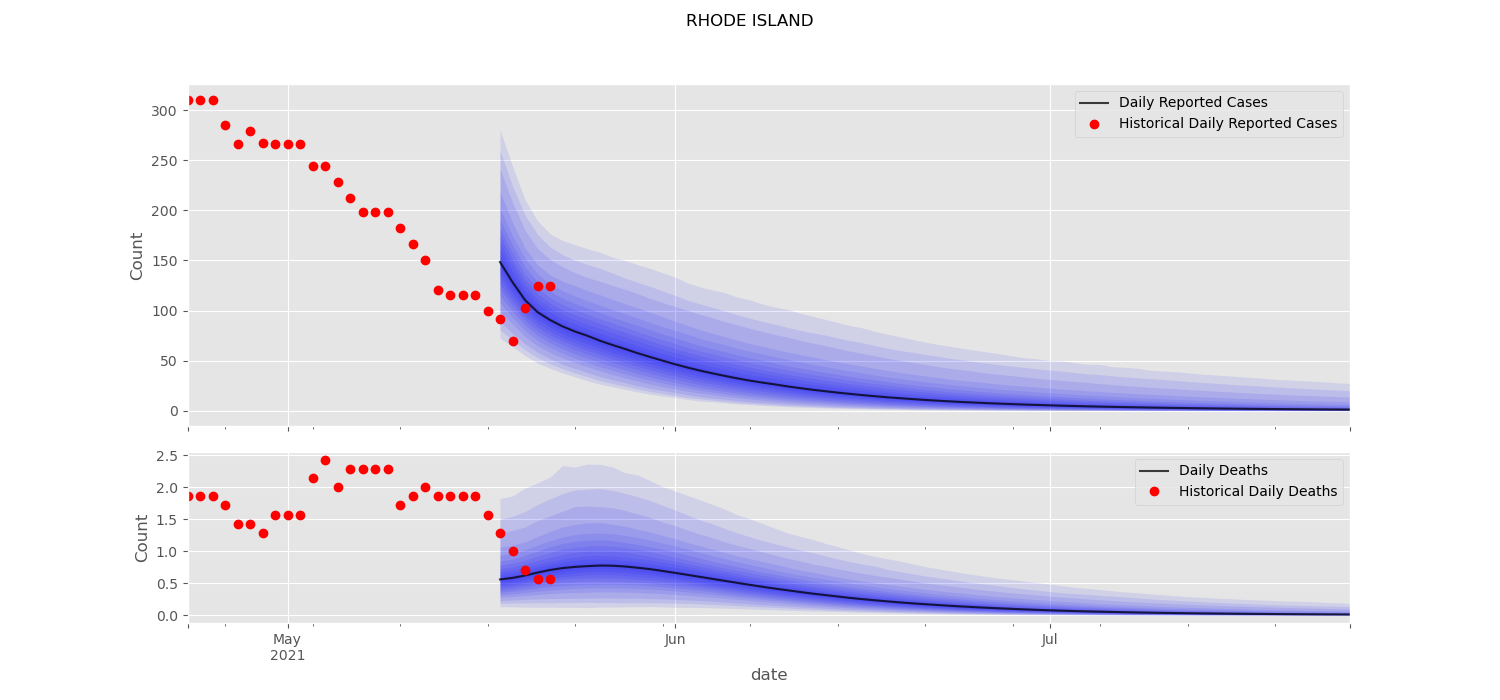 RHODE ISLAND
Daily Reported Cases
Historical Daily Reported Cases
300
250
200
150
100
50
0
Count
Daily Deaths
Historical Daily Deaths
2.5
2.0
1.5
1.0
0.5
0.0
Count
May
2021
Jun
Jul
date